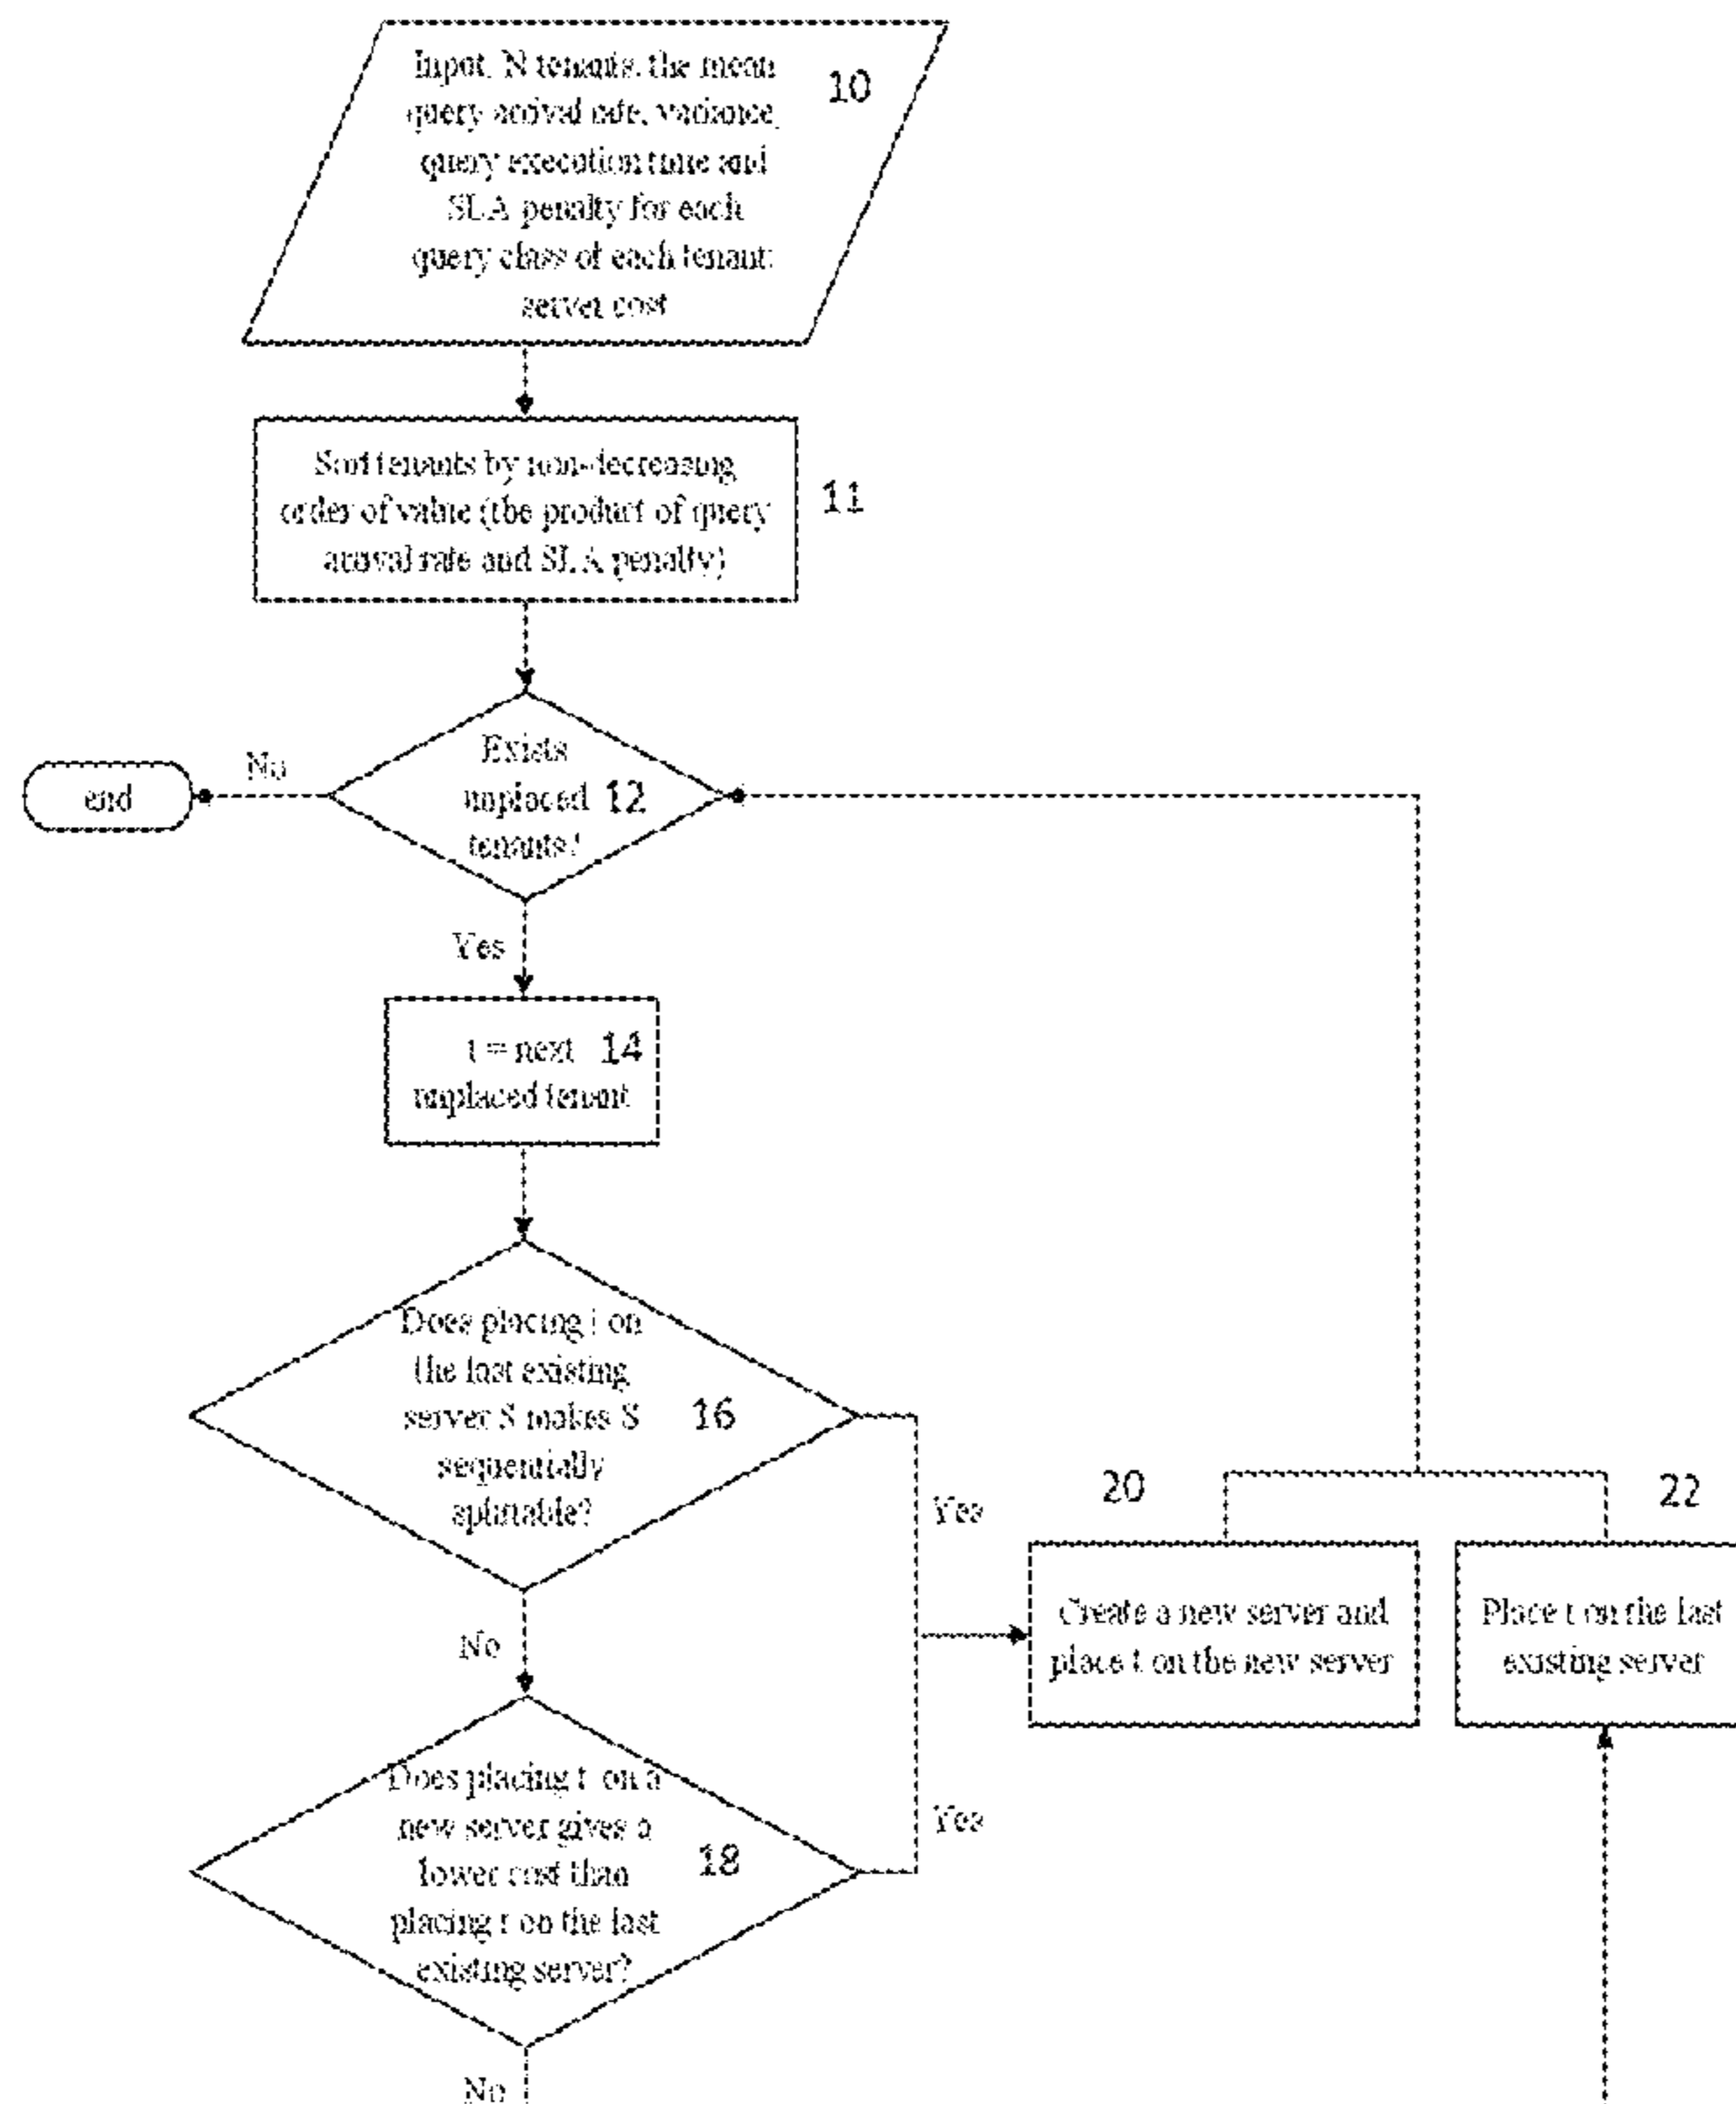 Input: N tenants, the mean
query arrival rate, variance,
query execution time and
SLA penalty for each
query class of each tenant;
server cost
10
Sort tenants by non-decreasing
order of value (the product of query
arrival rate and SLA penalty)
11
Exists
unplaced
tenants?
12
No
end
Yes
t = next
unplaced tenant
14
Does placing t on
the last existing
server S makes S
sequentially
splittable?
16
Yes
20
22
Create a new server and
place t on the new server
Place t on the last
existing server
No
Does placing t on a
new server gives a
lower cost than
placing t on the last
existing server?
18
Yes
No